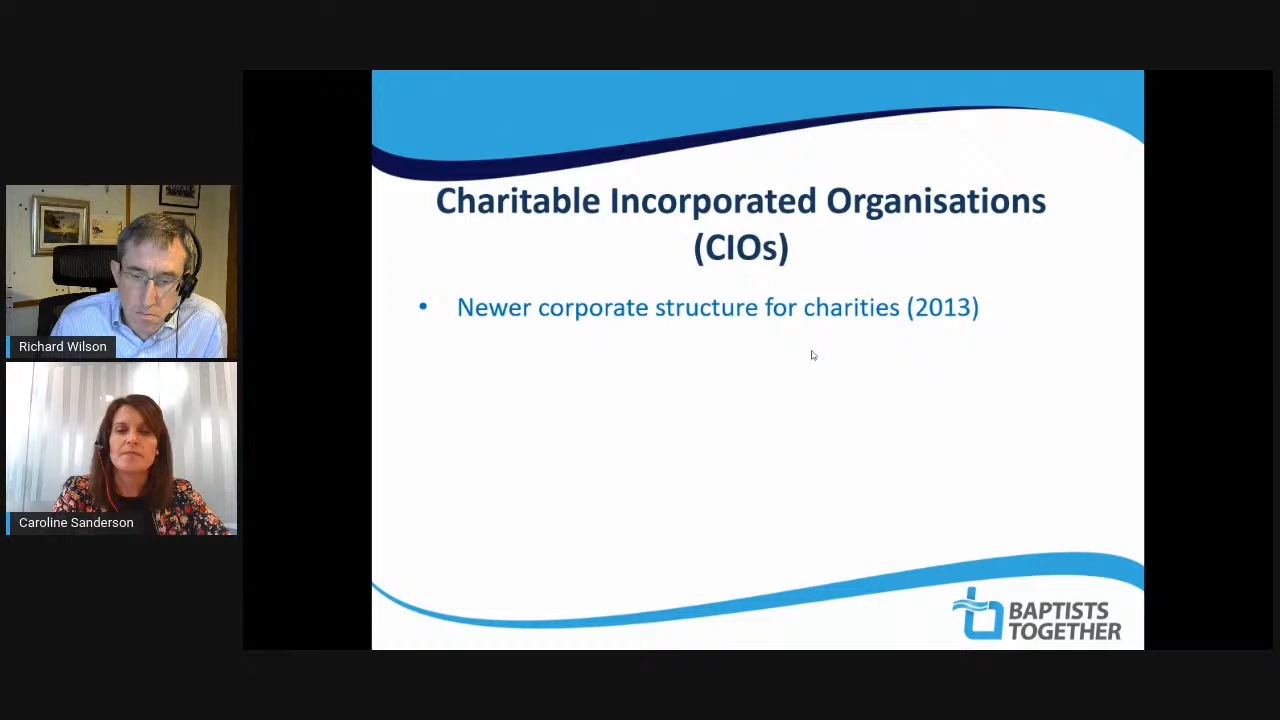 Charitable Incorporated Organisations
(CIOs)
• Newer corporate structure for charities (2013)
Richard Wilson
Caroline Sanderson
BAPTISTS
TOGETHER